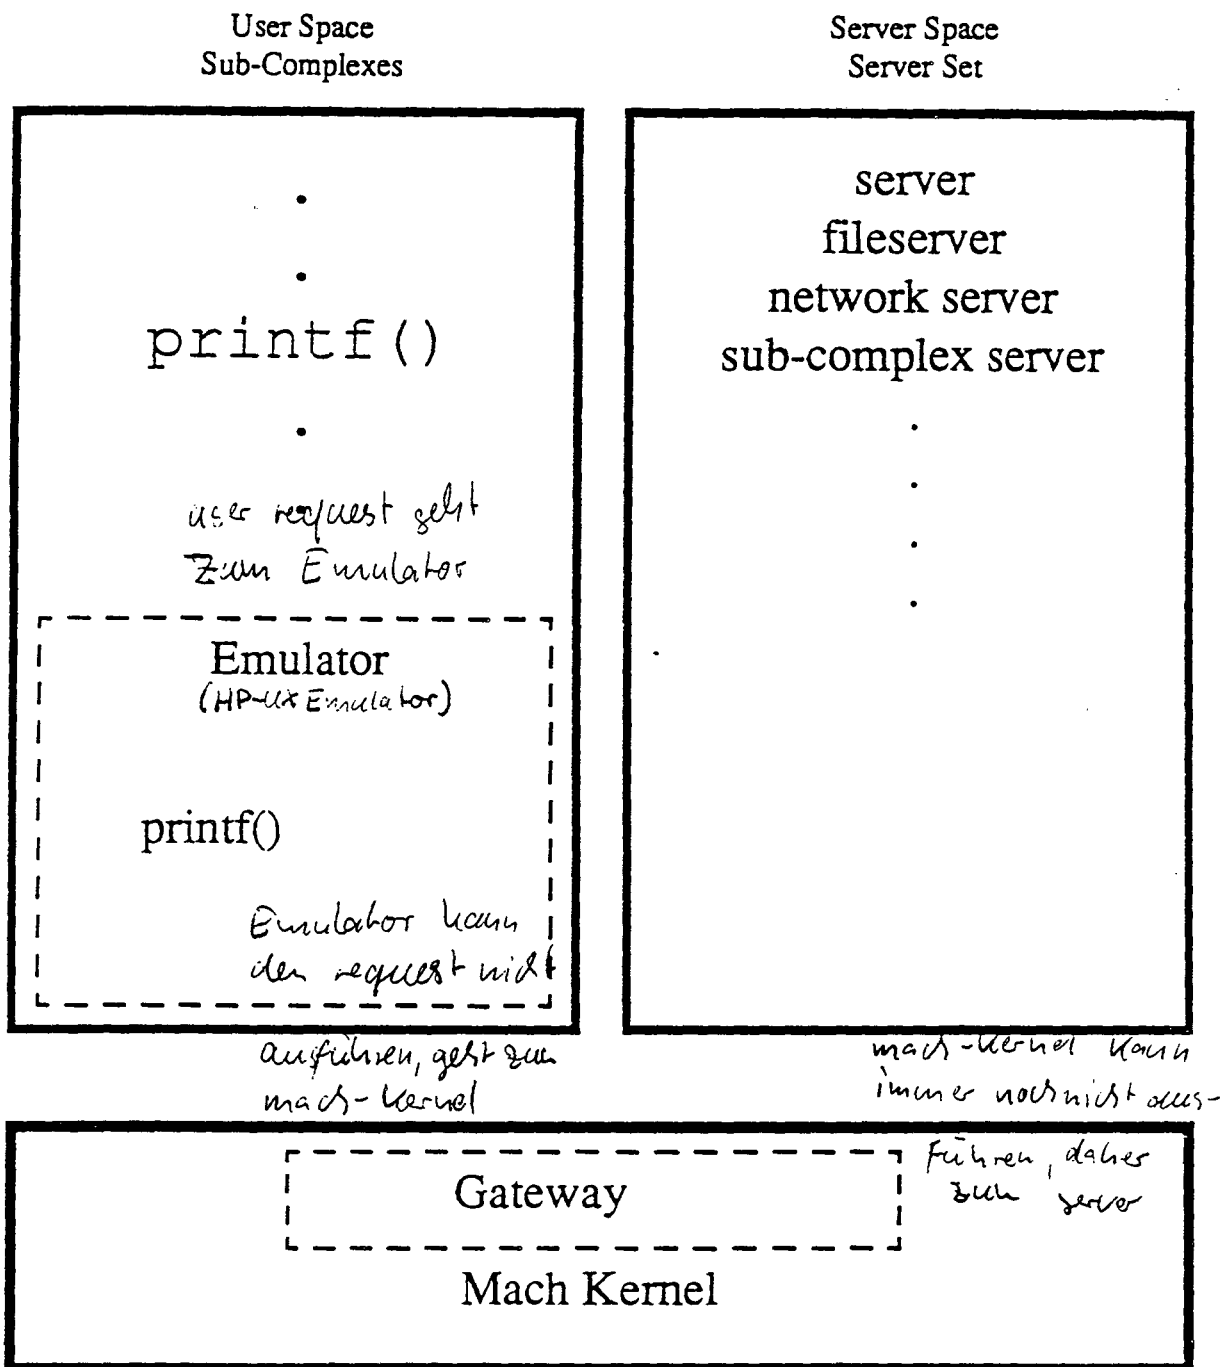 User Space
Sub-Complexes
.
.
printf()
.
user request geht
zum Emulator
Emulator
(HP-UX Emulator)
printf()
Emulator kann
den request nicht
ausführen, geht zum
mach-Kernel
Server Space
Server Set
server
fileserver
network server
sub-complex server
.
.
.
.
mach-Kernel kann
immer noch nicht aus-
führen, daher
zum server
Gateway
Mach Kernel